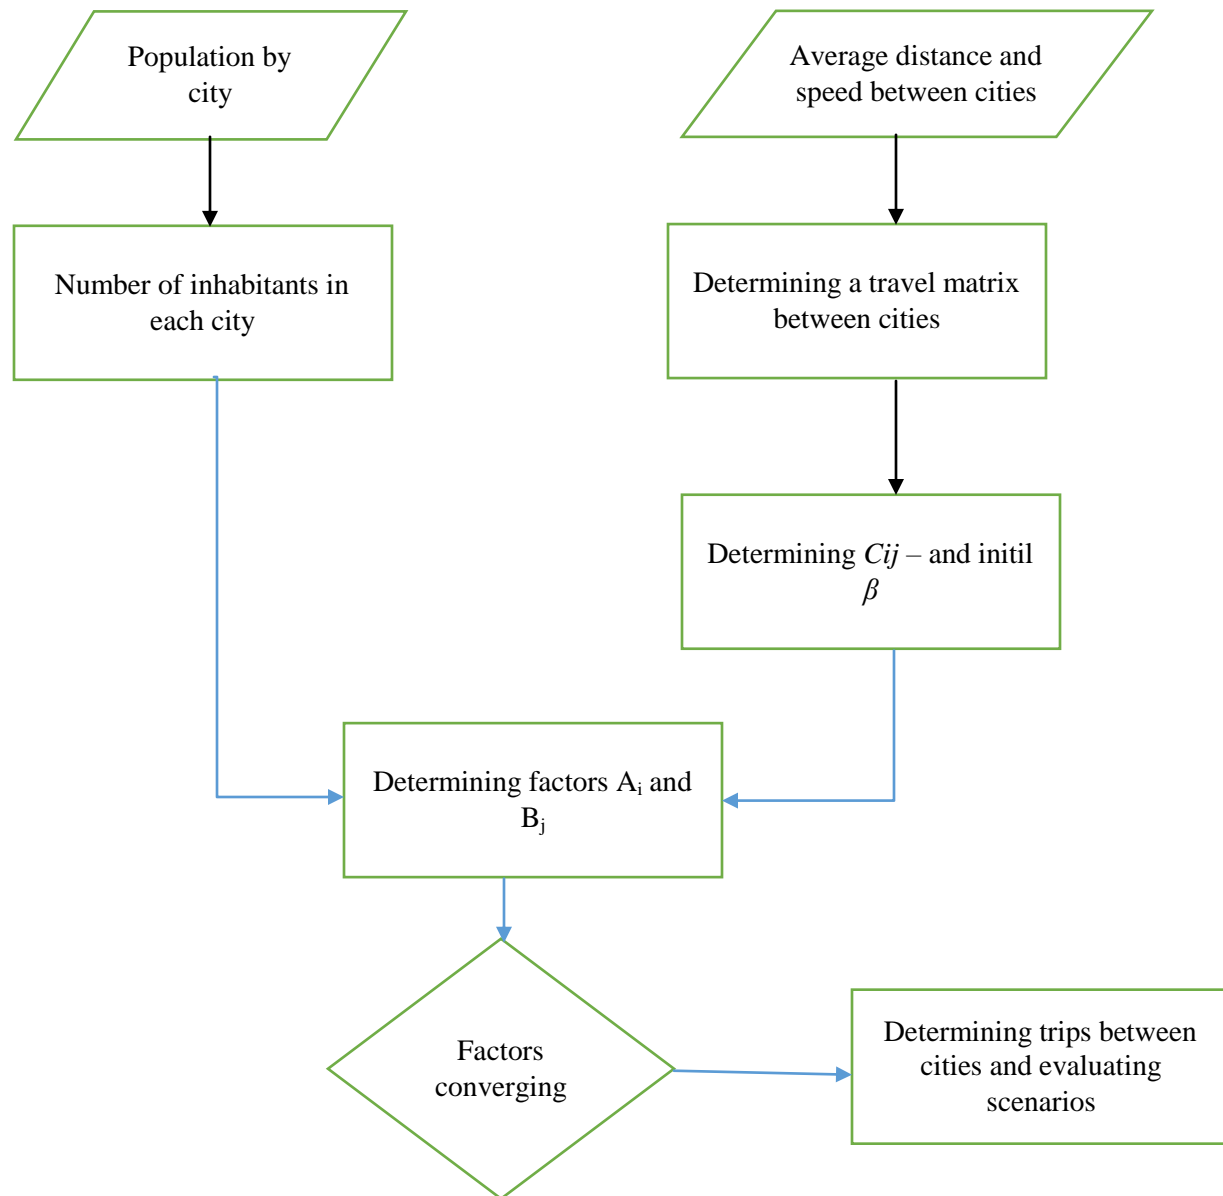 Population by
city
Average distance and
speed between cities
Number of inhabitants in
each city
Determining a travel matrix
between cities
Determining Cij – and initil
β
Determining factors Ai and
Bj
Factors
converging
Determining trips between
cities and evaluating
scenarios